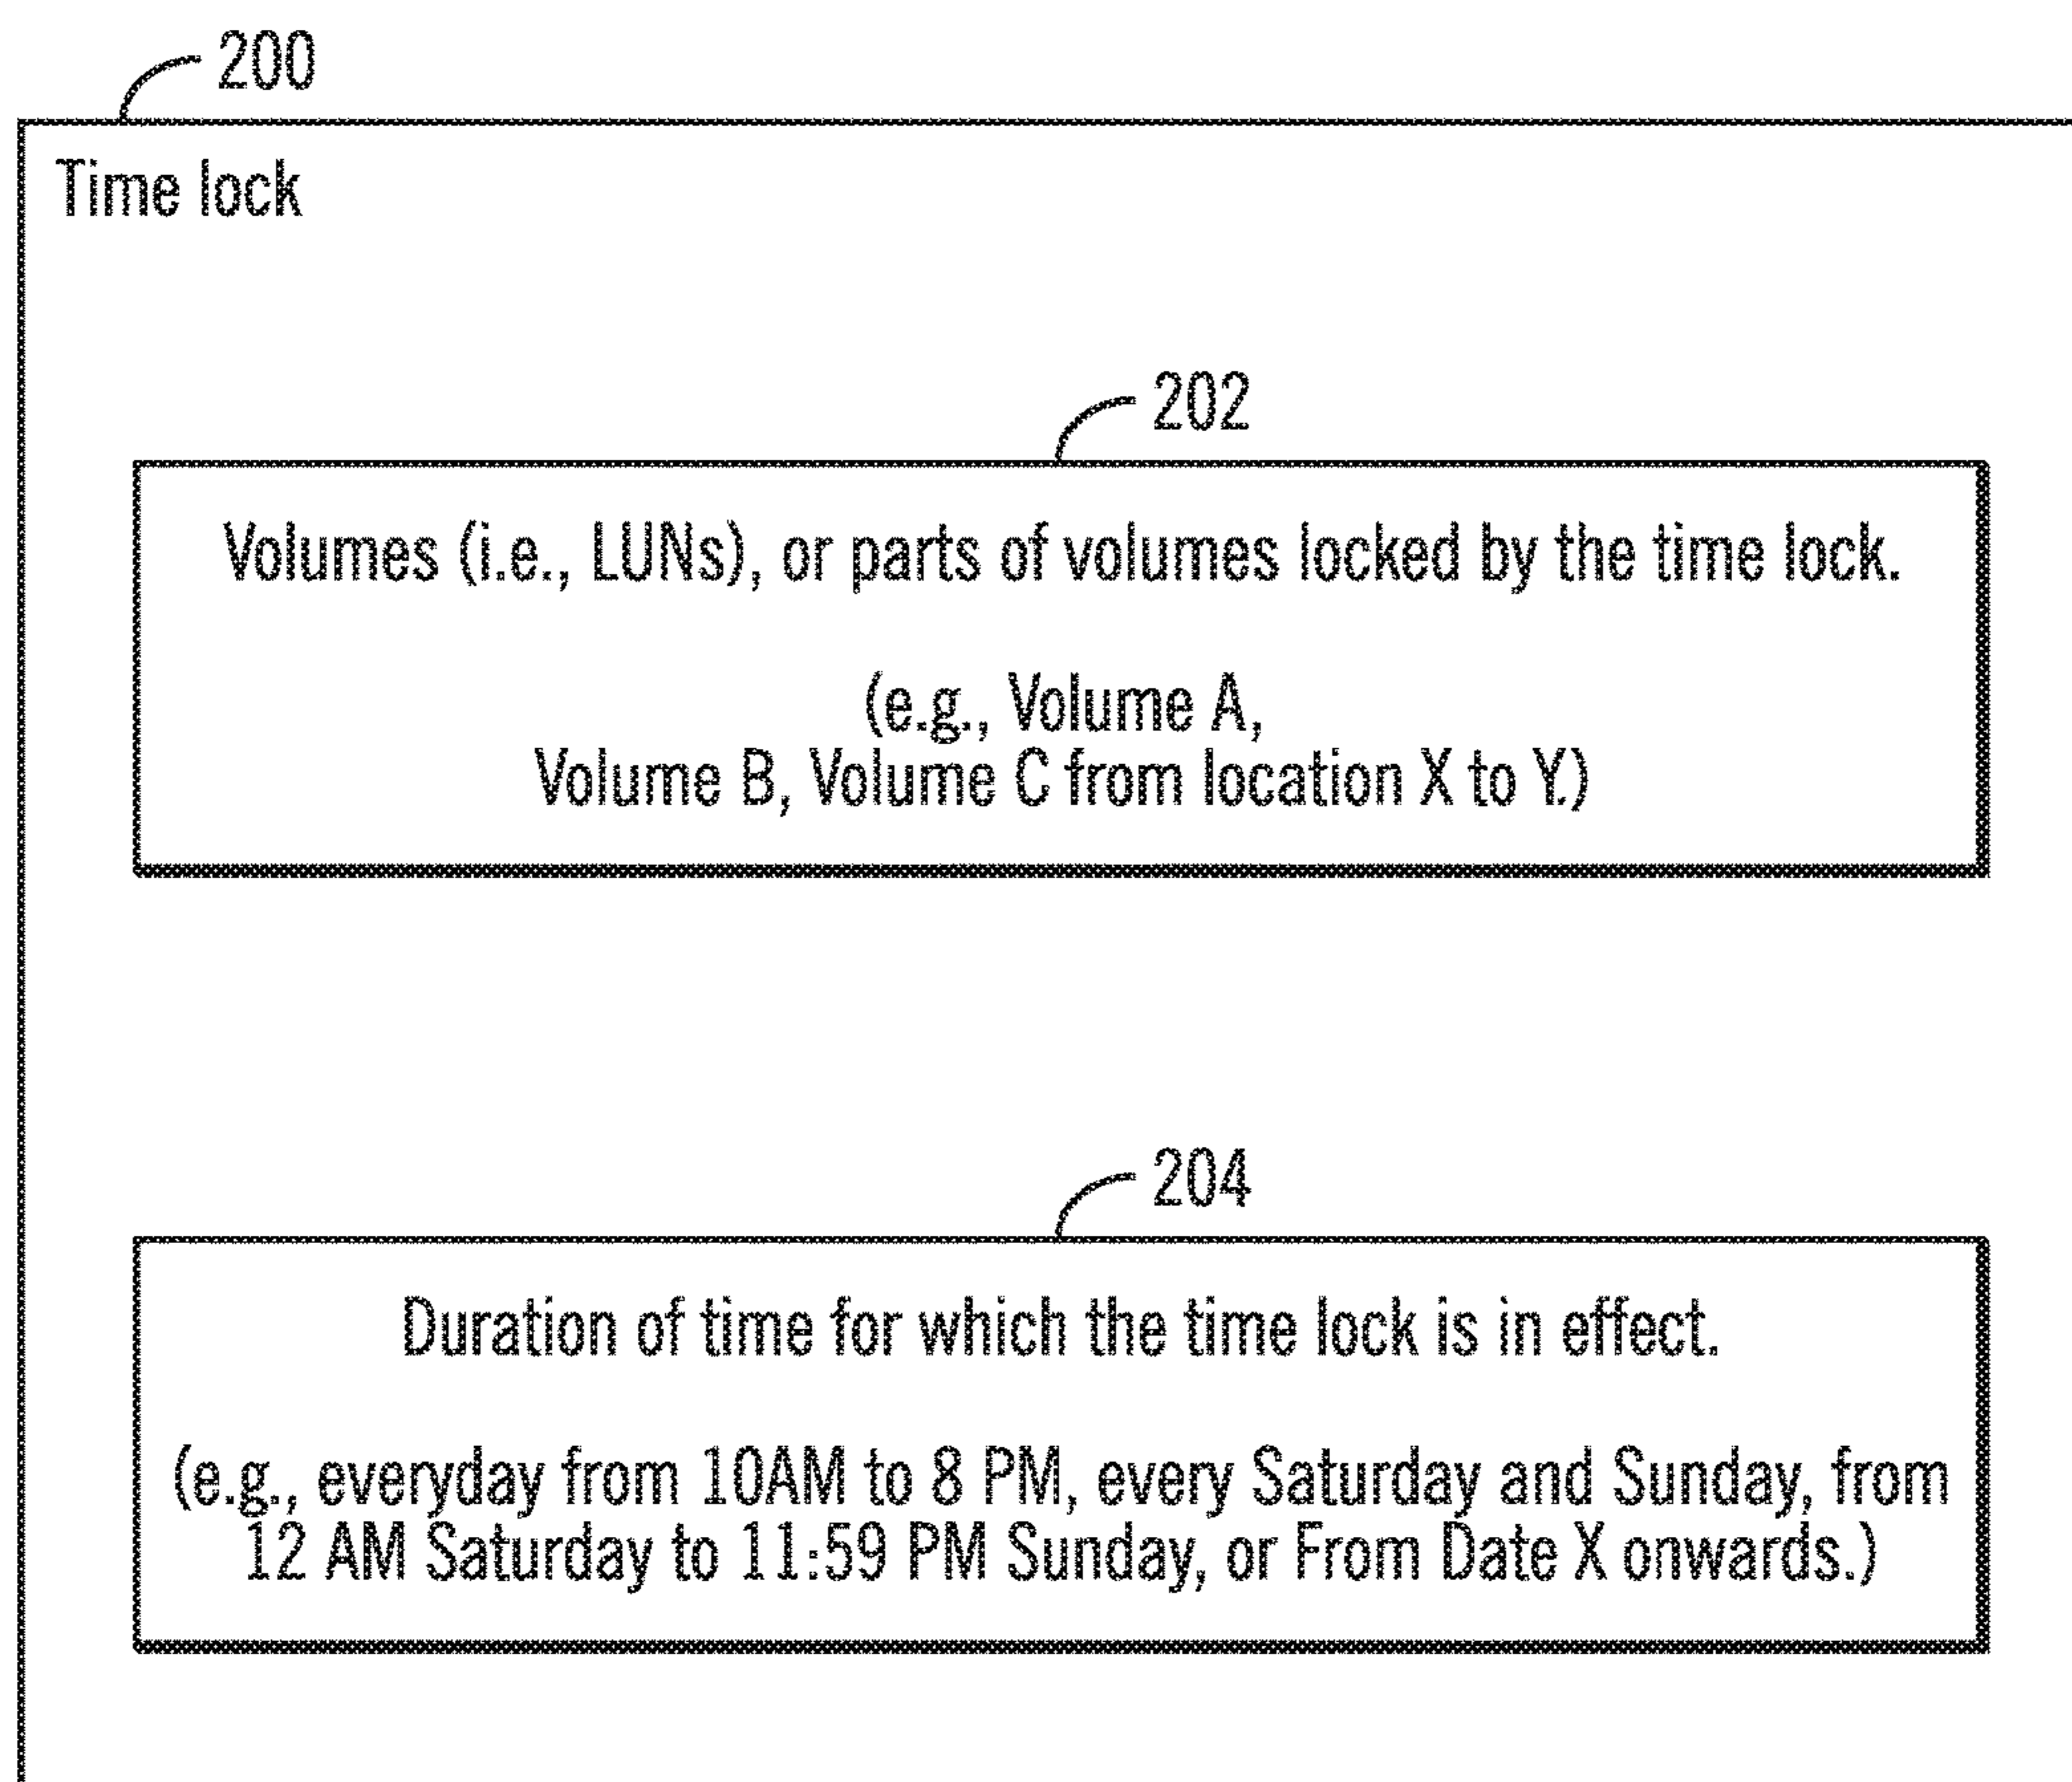 200
Time lock
202
Volumes (i.e., LUNs), or parts of volumes locked by the time lock.
(e.g., Volume A,
Volume B, Volume C from location X to Y.)
204
Duration of time for which the time lock is in effect.
(e.g., everyday from 10AM to 8 PM, every Saturday and Sunday, from
12 AM Saturday to 11:59 PM Sunday, or From Date X onwards.)